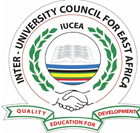 INTER-UNIVERSITY COUNCIL FOR EAST AFRICA
IUCEA
QUALITY EDUCATION FOR DEVELOPMENT